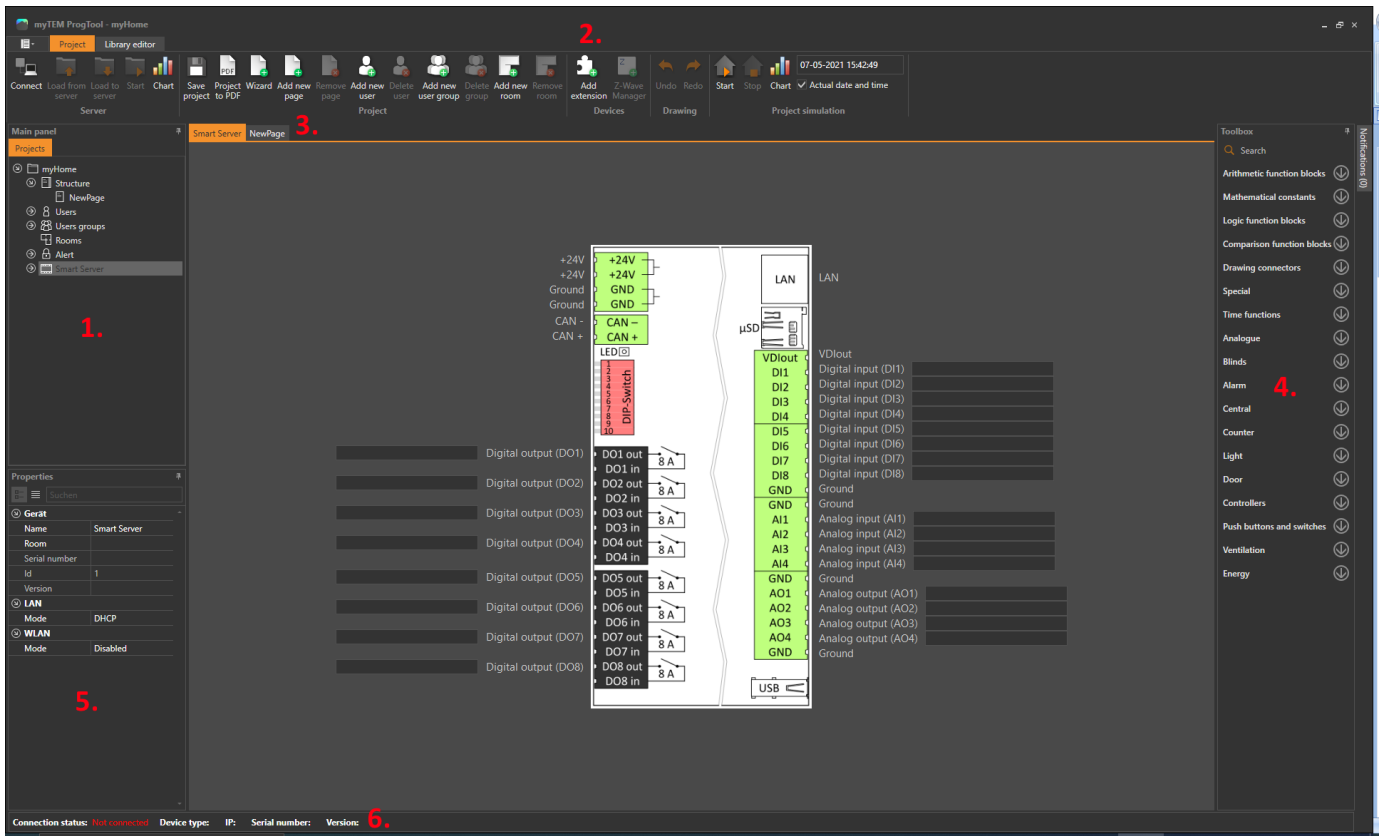 myTEM ProgTool - myHome
2.
Project Library editor
07-05-2021 15:42:49
Connect Load from server Load to server Start Chart Save project Project to PDF Wizard Add new page Remove page Add new user Delete user Add new user group Delete group Add new room Remove room Add extension Z-Wave Manager Undo Redo Start Stop Chart Actual date and time
Server Project Devices Drawing Project simulation
3.
Main panel
Projects
myHome
Structure
NewPage
Users
Users groups
Rooms
Alert
Smart Server
1.
Properties
Suchen
Gerät
Name Smart Server
Room
Serial number
Id 1
Version
LAN
Mode DHCP
WLAN
Mode Disabled
5.
Smart Server NewPage
+24V +24V
+24V +24V
Ground GND
Ground GND
CAN - CAN –
CAN + CAN +
LED
1
2
3
4
5
6
7
8
9
10
DIP-Switch
Digital output (DO1) DO1 out
DO1 in
8 A
Digital output (DO2) DO2 out
DO2 in
8 A
Digital output (DO3) DO3 out
DO3 in
8 A
Digital output (DO4) DO4 out
DO4 in
8 A
Digital output (DO5) DO5 out
DO5 in
8 A
Digital output (DO6) DO6 out
DO6 in
8 A
Digital output (DO7) DO7 out
DO7 in
8 A
Digital output (DO8) DO8 out
DO8 in
8 A
LAN LAN
µSD
VDIout VDIout
DI1 Digital input (DI1)
DI2 Digital input (DI2)
DI3 Digital input (DI3)
DI4 Digital input (DI4)
DI5 Digital input (DI5)
DI6 Digital input (DI6)
DI7 Digital input (DI7)
DI8 Digital input (DI8)
GND Ground
GND Ground
AI1 Analog input (AI1)
AI2 Analog input (AI2)
AI3 Analog input (AI3)
AI4 Analog input (AI4)
GND Ground
AO1 Analog output (AO1)
AO2 Analog output (AO2)
AO3 Analog output (AO3)
AO4 Analog output (AO4)
GND Ground
USB
Toolbox
Search
Arithmetic function blocks
Mathematical constants
Logic function blocks
Comparison function blocks
Drawing connectors
Special
Time functions
Analogue
Blinds
Alarm
Central
Counter
Light
Door
Controllers
Push buttons and switches
Ventilation
Energy
4.
Notifications (0)
Connection status: Not connected Device type: IP: Serial number: Version:
6.